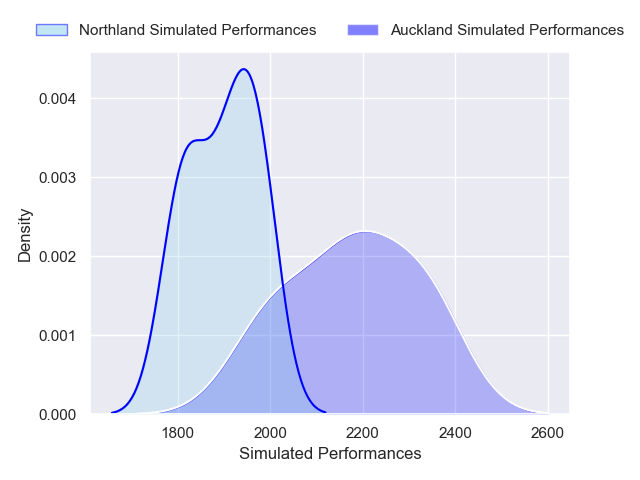 Northland Simulated Performances
Auckland Simulated Performances
0.004
0.003
0.002
0.001
0.000
Density
1800
2000
2200
2400
2600
Simulated Performances